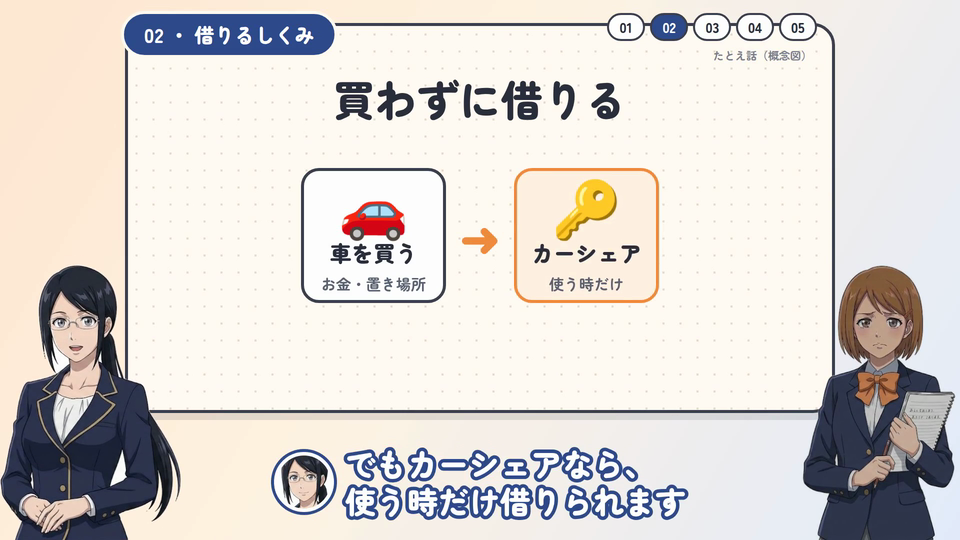 02 ・ 借りるしくみ
01 02 03 04 05
たとえ話（概念図）
買わずに借りる
車を買う
お金・置き場所
カーシェア
使う時だけ
でもカーシェアなら、
使う時だけ借りられます